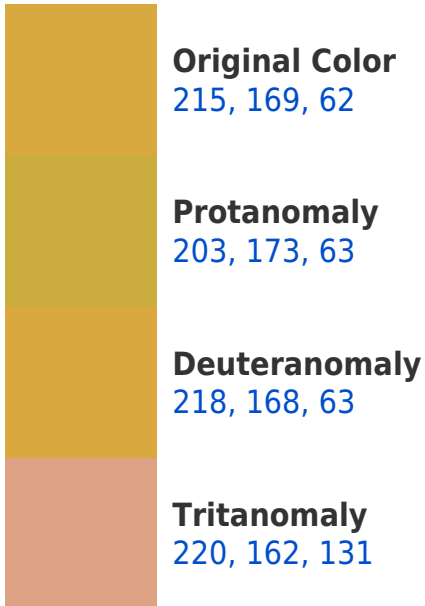 Original Color
215, 169, 62
Protanomaly
203, 173, 63
Deuteranomaly
218, 168, 63
Tritanomaly
220, 162, 131